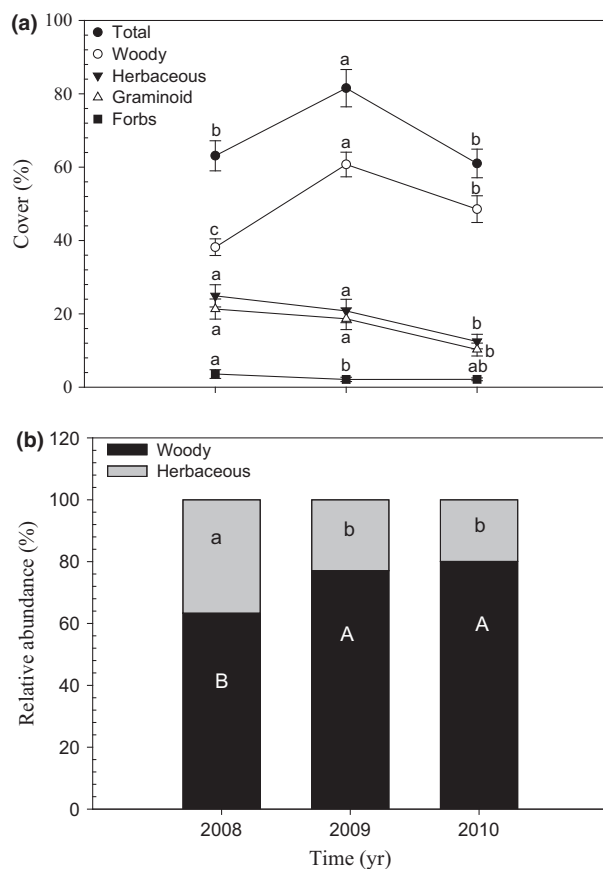 (a)
100
80
60
40
20
0
Cover (%)
Total
Woody
Herbaceous
Graminoid
Forbs
b
a
b
c
a
b
a
a
b
a
a
b
a
b
ab
(b)
120
100
80
60
40
20
0
Relative abundance (%)
Woody
Herbaceous
a
b
b
B
A
A
2008
2009
2010
Time (yr)